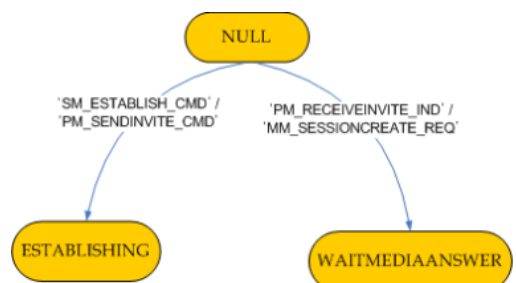 NULL
'SM_ESTABLISH_CMD' /
'PM_SENDINVITE_CMD'
'PM_RECEIVEINVITE_IND' /
'MM_SESSIONCREATE_REQ'
ESTABLISHING
WAITMEDIAANSWER